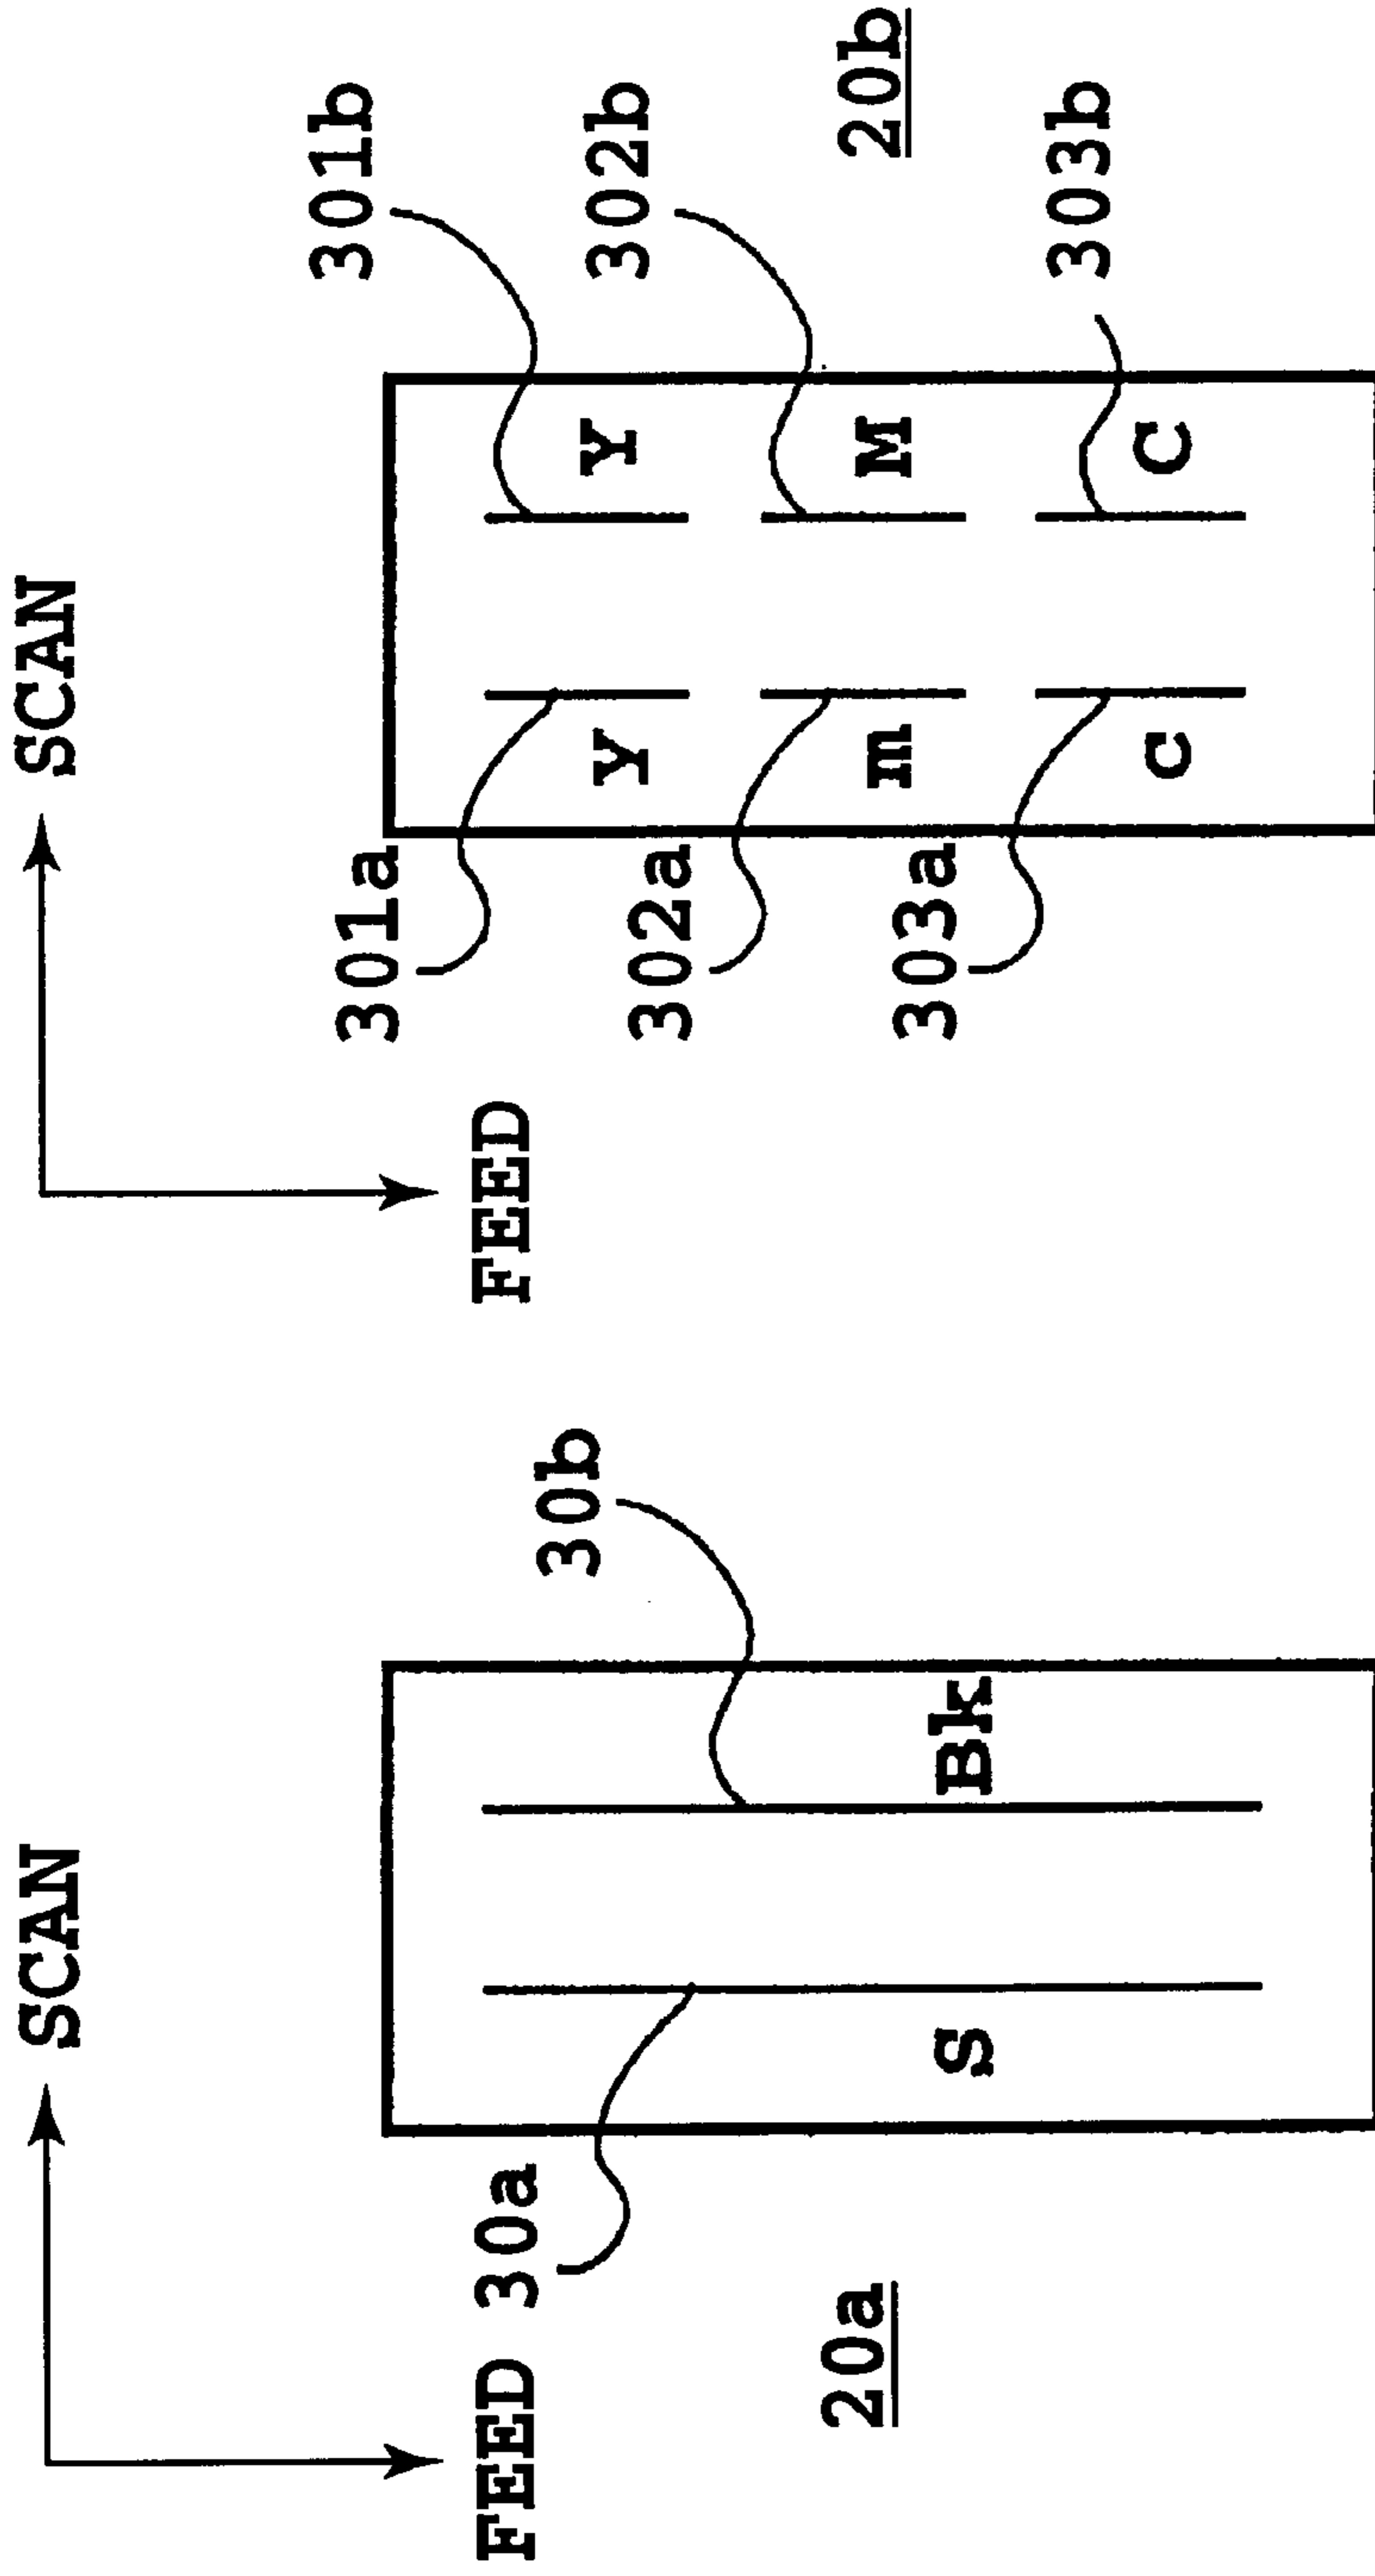 SCAN
FEED
30a
30b
S
Bk
20a
SCAN
FEED
301a
301b
y
Y
302a
302b
m
M
303a
303b
c
C
20b